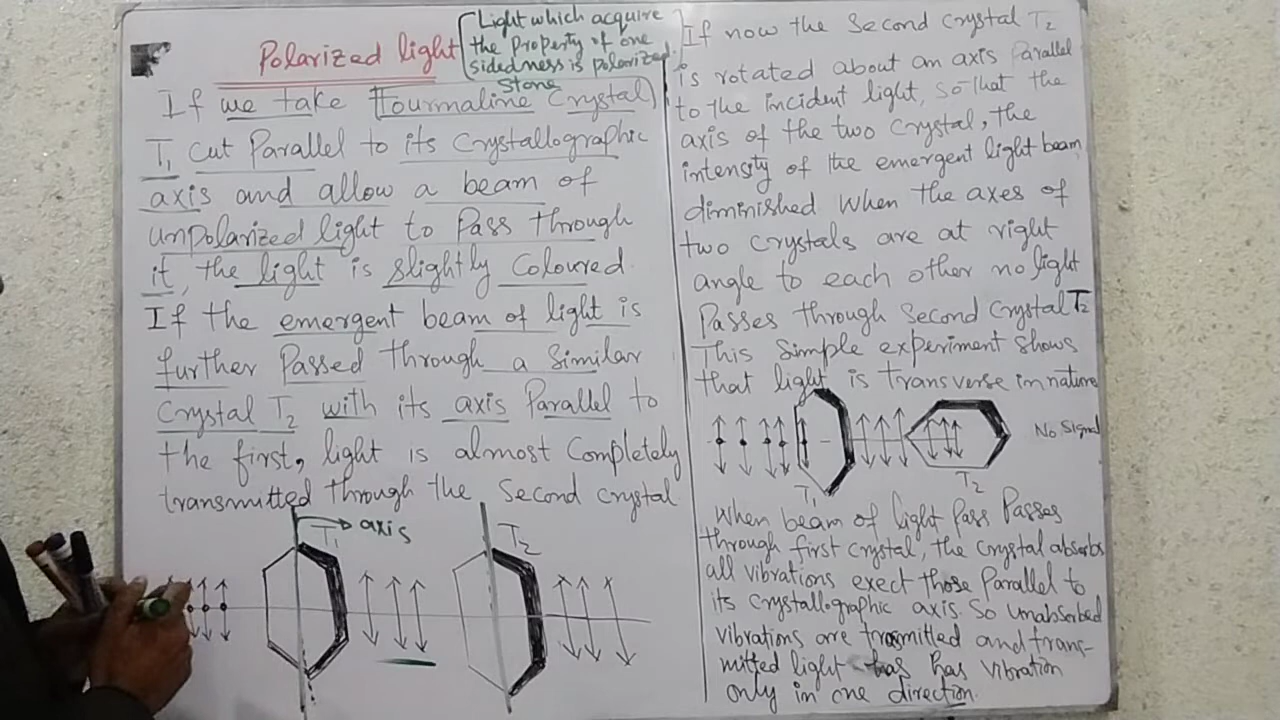 Polarized light
Light which acquire
the Property of one
sidedness is polarized
stone
If we take Tourmaline Crystal
T1 cut Parallel to its Crystallographic
axis and allow a beam of
unpolarized light to Pass through
it, the light is slightly Coloured.
If the emergent beam of light is
further Passed through a Similar
Crystal T2 with its axis Parallel to
the first, light is almost Completely
transmitted through the Second Crystal
axis
T1
T2
If now the Second Crystal T2
is rotated about an axis Parallel
to the incident light, so that the
axis of the two Crystal, the
intensity of the emergent light beam
diminished when the axes of
two crystals are at right
angle to each other no light
Passes through Second Crystal T2
This Simple experiment shows
that light is transverse in nature
No Signal
T1
T2
When beam of light Pass Passes
through first crystal, the Crystal absorbs
all vibrations exect those Parallel to
its crystallographic axis. So unabsorbed
vibrations are trasmitted and trans-
mitted light has has vibration
only in one direction.